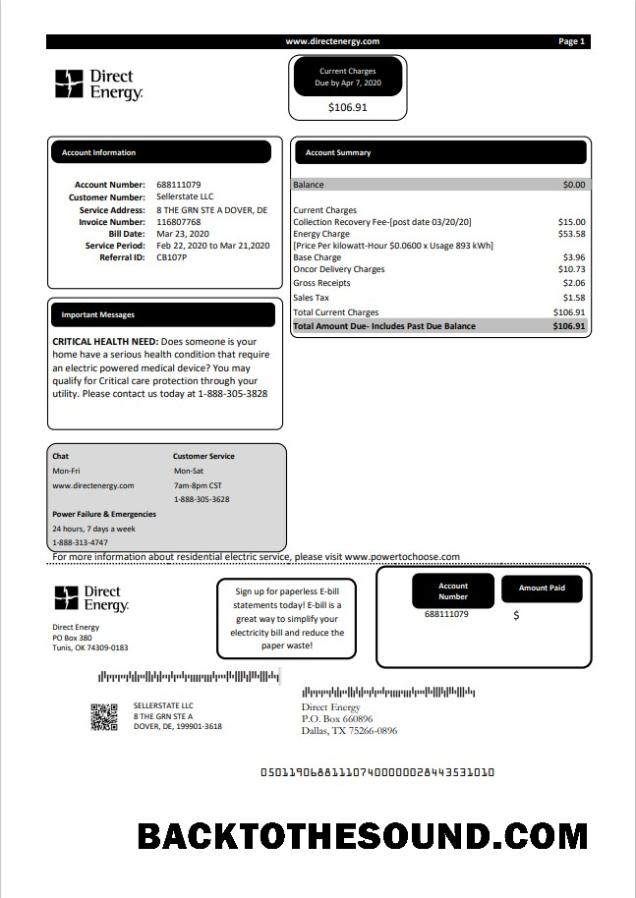 www.directenergy.com Page 1
Direct
Energy.
Current Charges
Due by Apr 7, 2020
$106.91
Account Information
Account Number: 688111079
Customer Number: Sellerstate LLC
Service Address: 8 THE GRN STE A DOVER, DE
Invoice Number: 116807768
Bill Date: Mar 23, 2020
Service Period: Feb 22, 2020 to Mar 21,2020
Referral ID: CB107P
Account Summary
Balance $0.00
Current Charges
Collection Recovery Fee-[post date 03/20/20] $15.00
Energy Charge $53.58
[Price Per kilowatt-Hour $0.0600 x Usage 893 kWh]
Base Charge $3.96
Oncor Delivery Charges $10.73
Gross Receipts $2.06
Sales Tax $1.58
Total Current Charges $106.91
Total Amount Due- Includes Past Due Balance $106.91
Important Messages
CRITICAL HEALTH NEED: Does someone is your
home have a serious health condition that require
an electric powered medical device? You may
qualify for Critical care protection through your
utility. Please contact us today at 1-888-305-3828
Chat
Mon-Fri
www.directenergy.com
Customer Service
Mon-Sat
7am-8pm CST
1-888-305-3628
Power Failure & Emergencies
24 hours, 7 days a week
1-888-313-4747
For more information about residential electric service, please visit www.powertochoose.com
Direct
Energy.
Direct Energy
PO Box 380
Tunis, OK 74309-0183
Sign up for paperless E-bill
statements today! E-bill is a
great way to simplify your
electricity bill and reduce the
paper waste!
Account
Number
688111079
Amount Paid
$
SELLERSTATE LLC
8 THE GRN STE A
DOVER, DE, 199901-3618
Direct Energy
P.O. Box 660896
Dallas, TX 75266-0896
050119068811107400000028443531010
BACKTOTHESOUND.COM